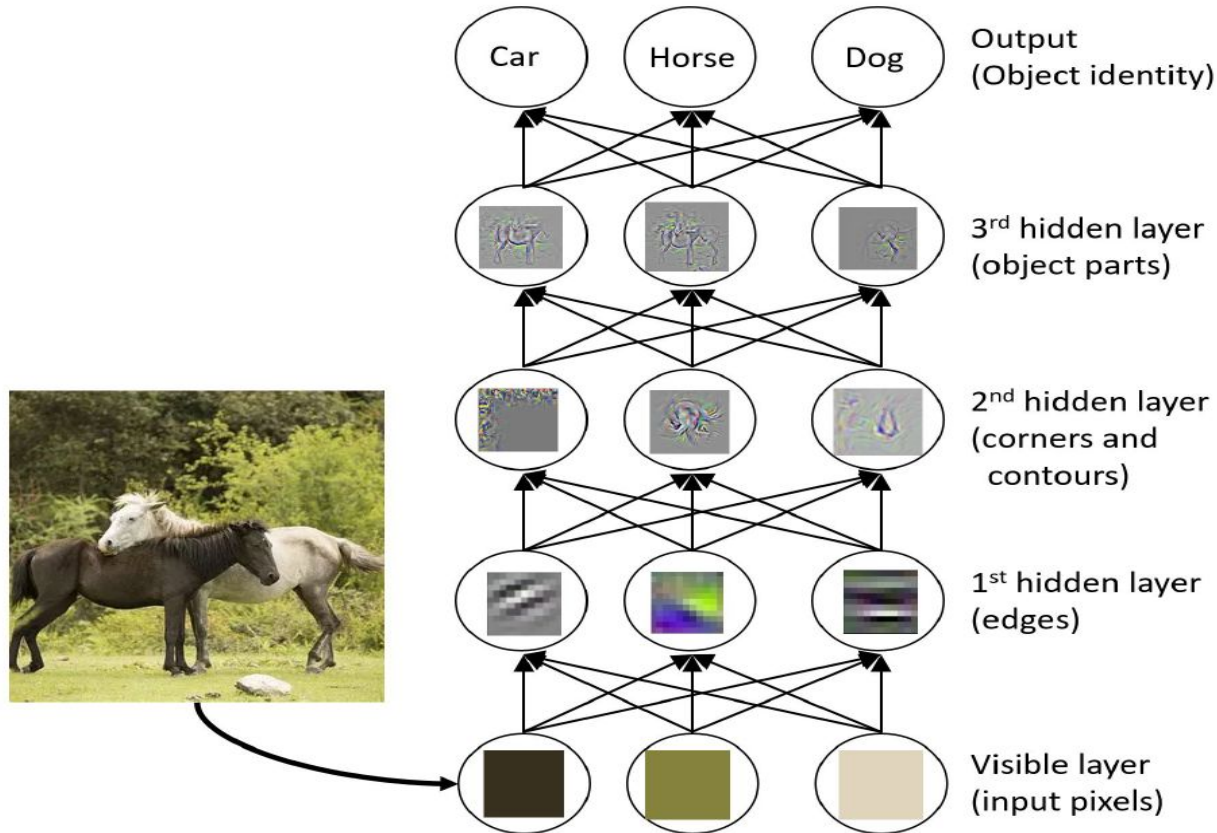 Car
Horse
Dog
Output
(Object identity)
3rd hidden layer
(object parts)
2nd hidden layer
(corners and
contours)
1st hidden layer
(edges)
Visible layer
(input pixels)